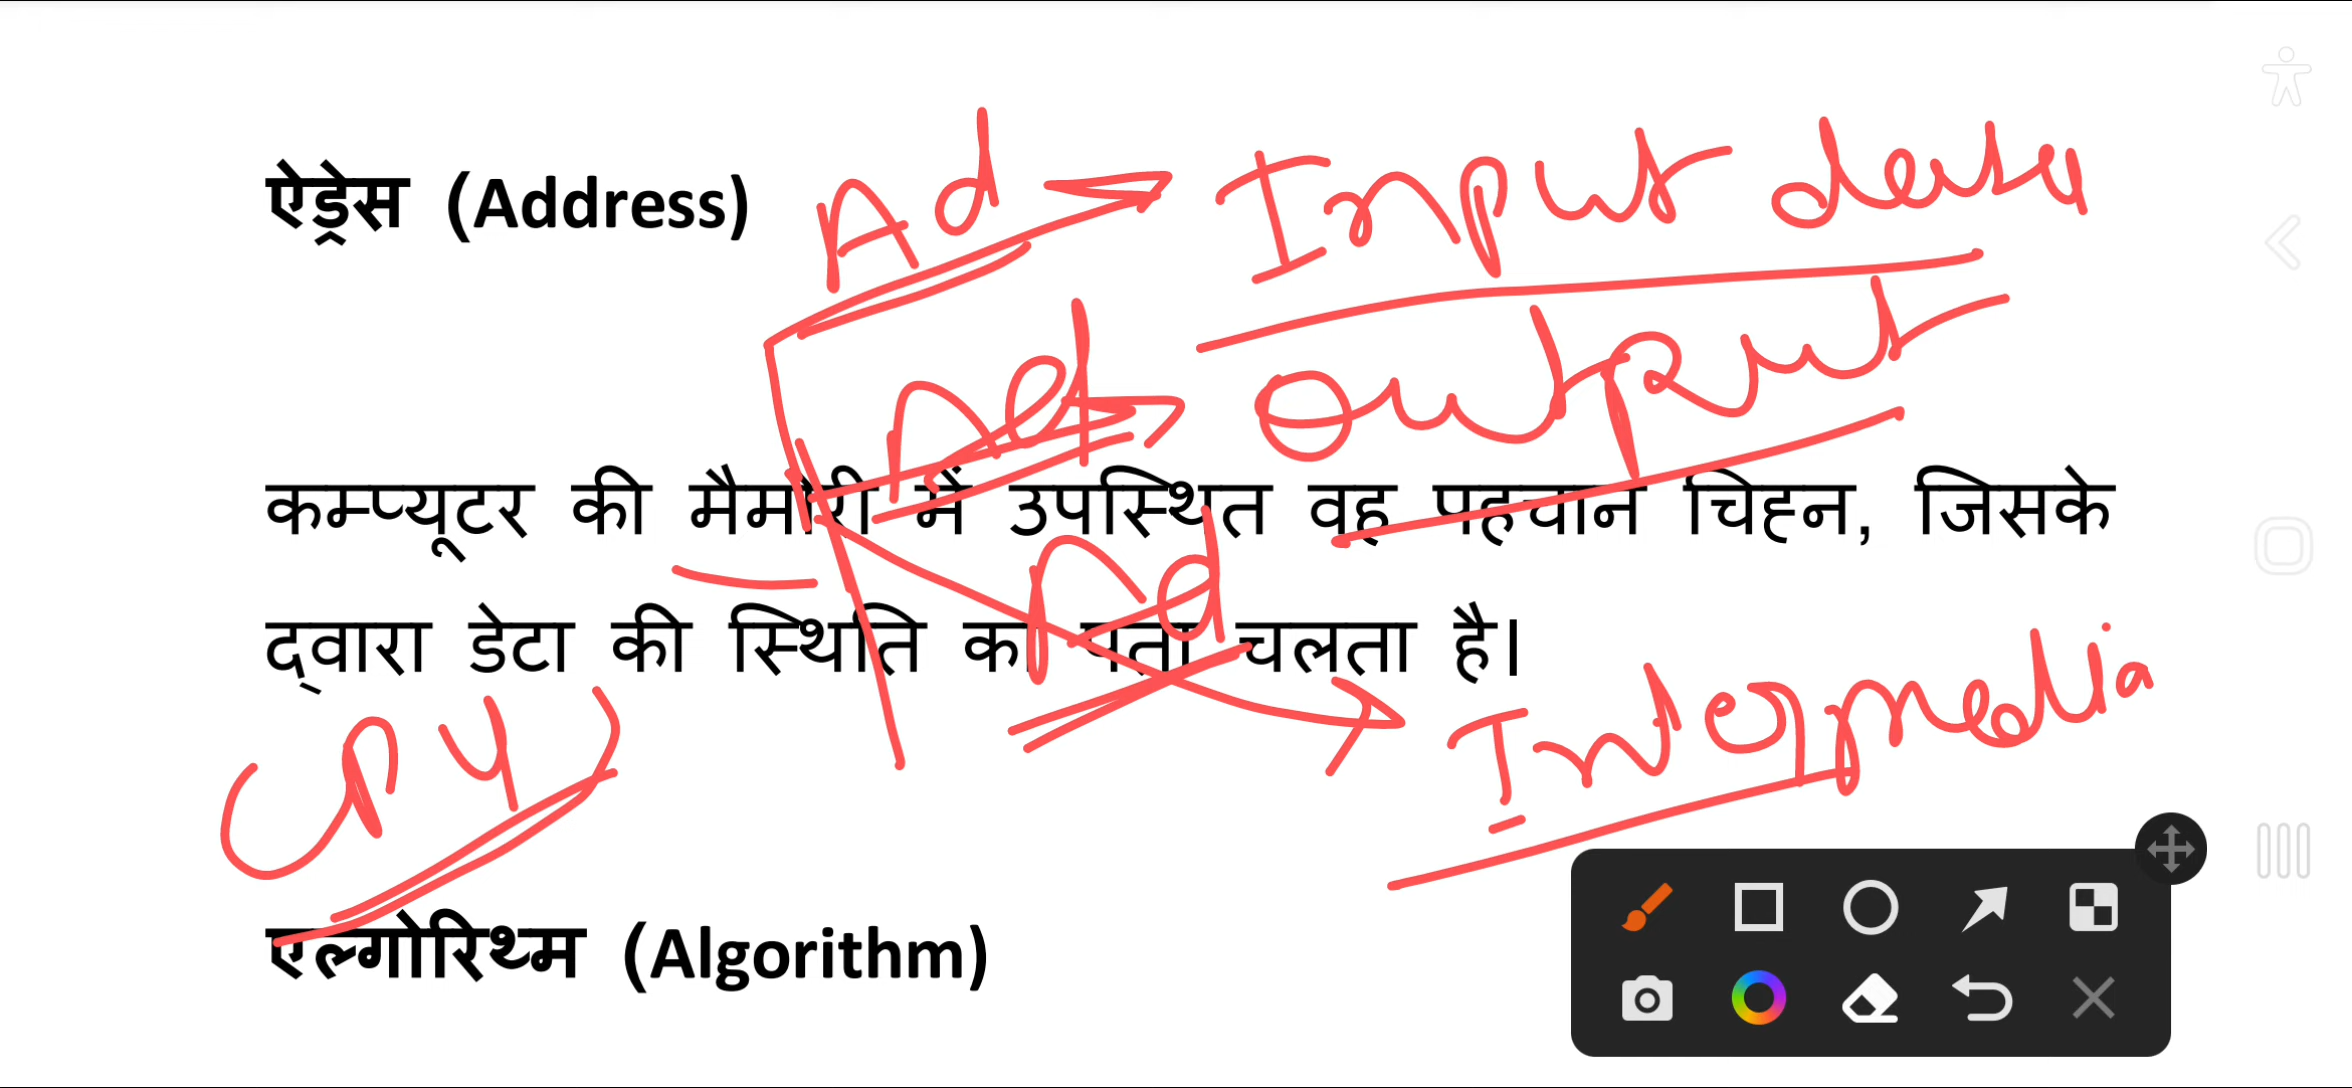 ऐड्रेस (Address) Ad Input data
Ad output
कम्प्यूटर की मैमोरी में उपस्थित वह पहचान चिह्न, जिसके
द्वारा डेटा की स्थिति का पता चलता है।
Ad
CPU Intermedia
एल्गोरिथ्म (Algorithm)